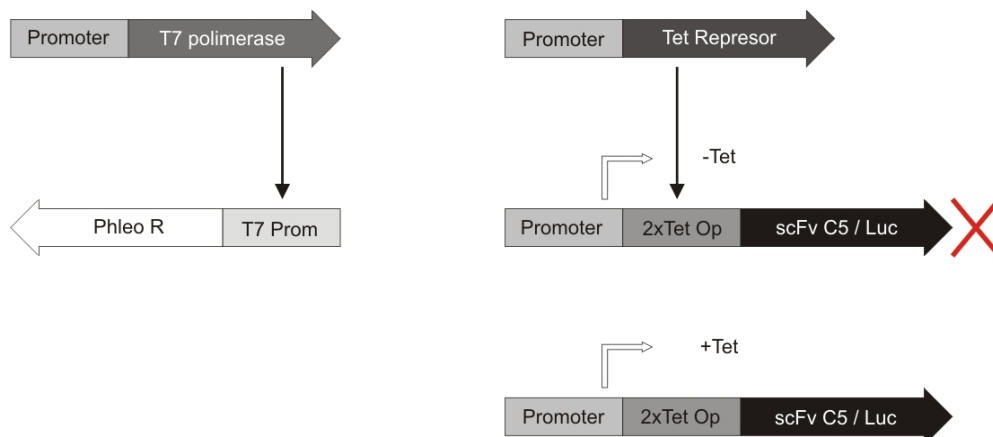 Promoter T7 polimerase
Promoter Tet Represor
-Tet
Phleo R T7 Prom
Promoter 2xTet Op scFv C5 / Luc
+Tet
Promoter 2xTet Op scFv C5 / Luc